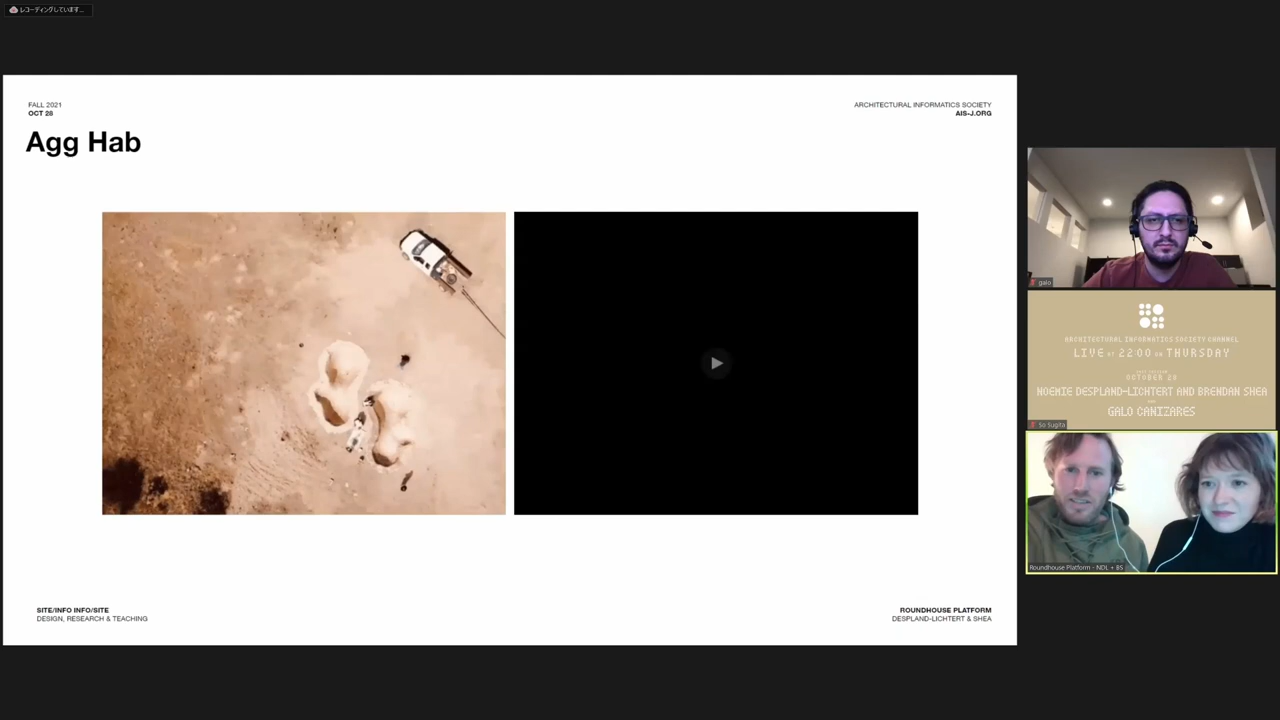 レコーディングしています...
FALL 2021
OCT 28
Agg Hab
ARCHITECTURAL INFORMATICS SOCIETY
AIS-J.ORG
SITE/INFO INFO/SITE
DESIGN, RESEARCH & TEACHING
ROUNDHOUSE PLATFORM
DESPLAND-LICHTERT & SHEA
galo
ARCHITECTURAL INFORMATICS SOCIETY CHANNEL
LIVE AT 22:00 ON THURSDAY
OCTOBER 28
NOEMIE DESPLAND-LICHTERT AND BRENDAN SHEA
GALO CANIZARES
So Sugita
Roundhouse Platform - NDL + BS